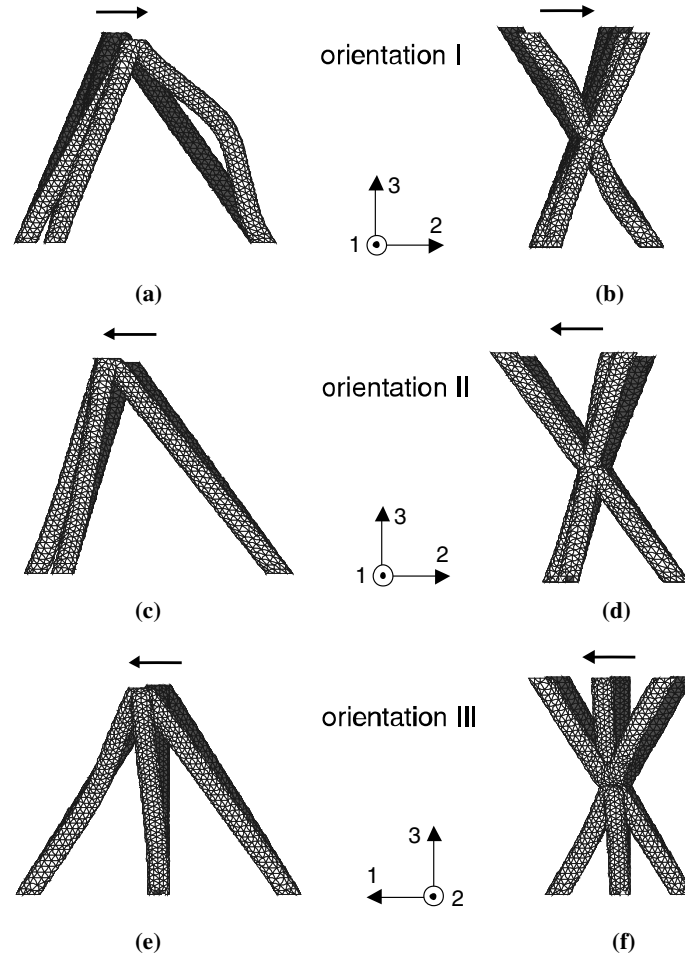 orientation I
3
2
1
(a)
(b)
orientation II
3
2
1
(c)
(d)
orientation III
3
1
2
(e)
(f)